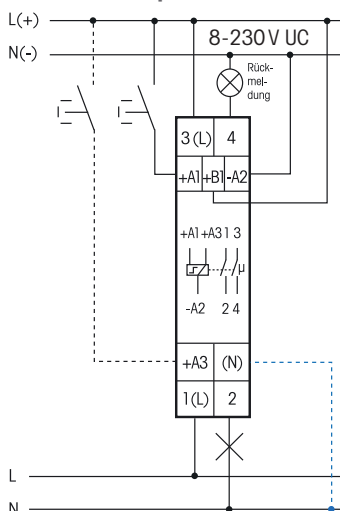 L(+)
N(-)
8-230V UC
Rück-
mel-
dung
3(L) 4
+A1 +B1 -A2
+A1 +A3 1 3
μ
-A2 2 4
+A3 (N)
1(L) 2
L
N